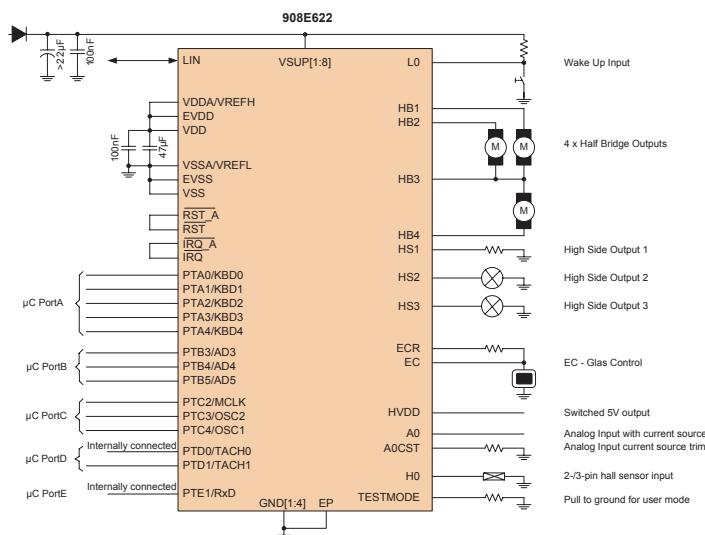 908E622
>22µF
100nF
LIN
VSUP[1:8]
L0
Wake Up Input
VDDA/VREFH
EVDD
VDD
100nF
47µF
VSSA/VREFL
EVSS
VSS
RST_A
RST
IRQ_A
IRQ
HB1
HB2
M
M
4 x Half Bridge Outputs
HB3
M
HB4
HS1
High Side Output 1
HS2
High Side Output 2
HS3
High Side Output 3
µC PortA
PTA0/KBD0
PTA1/KBD1
PTA2/KBD2
PTA3/KBD3
PTA4/KBD4
µC PortB
PTB3/AD3
PTB4/AD4
PTB5/AD5
ECR
EC
EC - Glas Control
µC PortC
PTC2/MCLK
PTC3/OSC2
PTC4/OSC1
HVDD
Switched 5V output
A0
Analog Input with current source
A0CST
Analog Input current source trim
µC PortD
Internally connected
PTD0/TACH0
PTD1/TACH1
H0
2-/3-pin hall sensor input
µC PortE
Internally connected
PTE1/RxD
TESTMODE
Pull to ground for user mode
GND[1:4]
EP